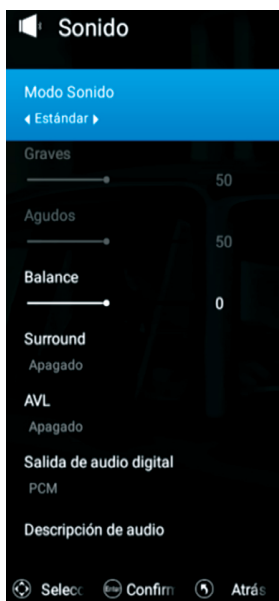 Sonido
Modo Sonido
Estándar
Graves
50
Agudos
50
Balance
0
Surround
Apagado
AVL
Apagado
Salida de audio digital
PCM
Descripción de audio
Selecc Confirm Atrás